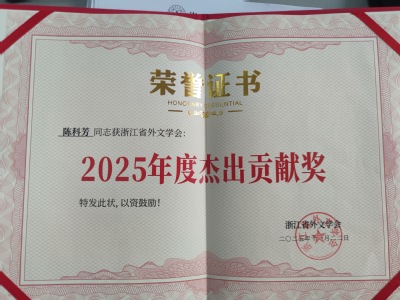 荣誉证书
陈科芳 同志获浙江省外文学会:
2025年度杰出贡献奖
特发此状,以资鼓励!
浙江省外文学会